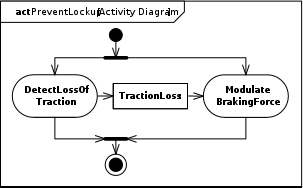 act PreventLockup[Activity Diagram]
DetectLossOf
Traction
TractionLoss
Modulate
BrakingForce